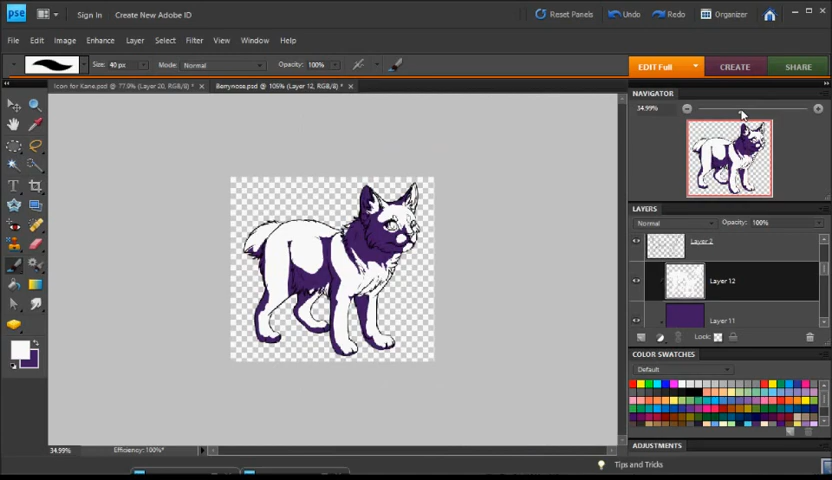 pse Sign In Create New Adobe ID Reset Panels Undo Redo Organizer
File Edit Image Enhance Layer Select Filter View Window Help
Size: 40 px Mode: Normal Opacity: 100% EDIT Full CREATE SHARE
Icon for Kane.psd @ 77.9% (Layer 20, RGB/8) * × Berrynose.psd @ 105% (Layer 12, RGB/8) * ×
NAVIGATOR
34.99%
LAYERS
Normal Opacity: 100%
Layer 2
Layer 12
Layer 11
Lock:
COLOR SWATCHES
Default
ADJUSTMENTS
34.99% Efficiency: 100%*
Tips and Tricks